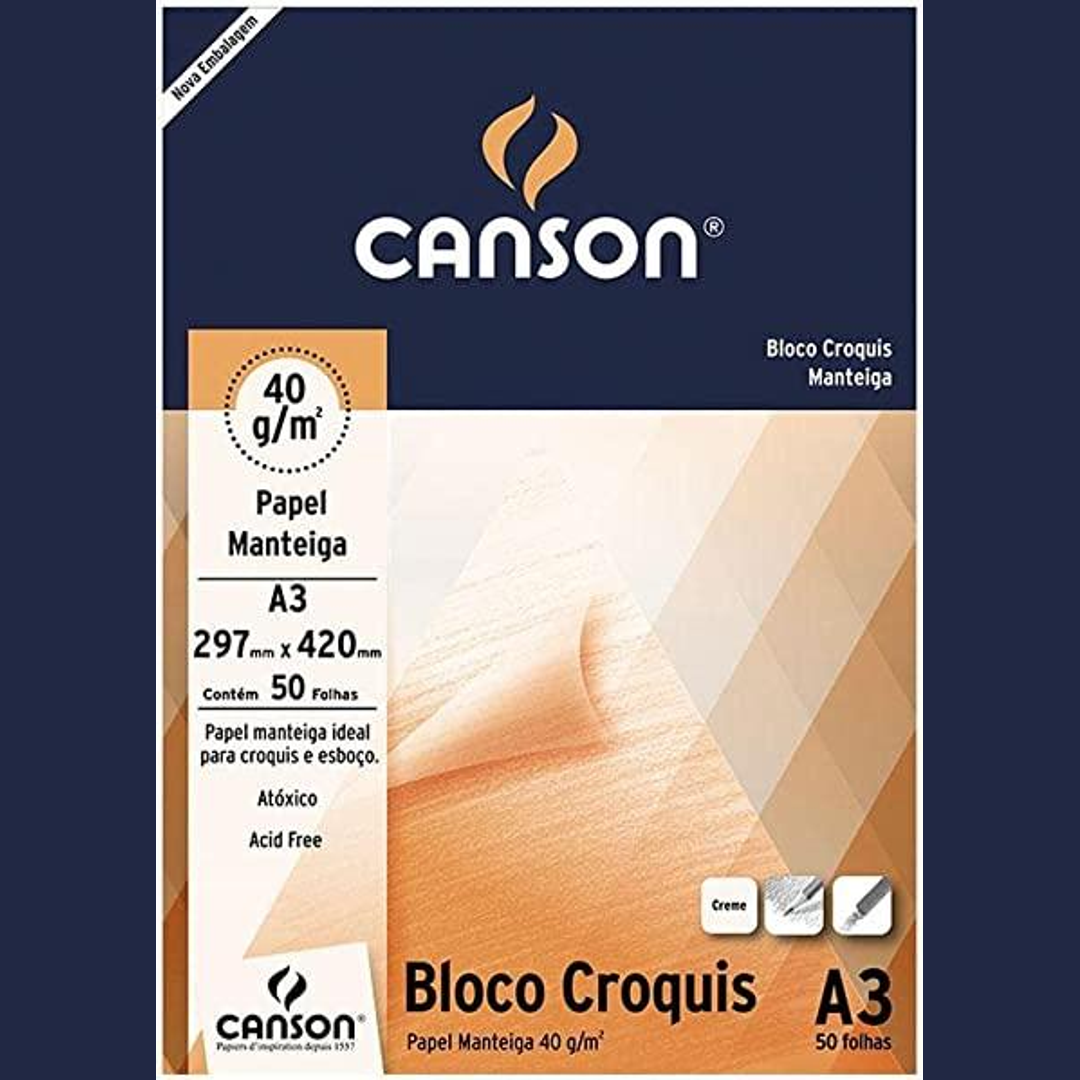 Nova Embalagem
CANSON®
Bloco Croquis
Manteiga
40
g/m²
Papel
Manteiga
A3
297mm x 420mm
Contém 50 Folhas
Papel manteiga ideal
para croquis e esboço.
Atóxico
Acid Free
CANSON®
Papiers d'inspiration depuis 1557
Creme
Bloco Croquis A3
Papel Manteiga 40 g/m² 50 folhas